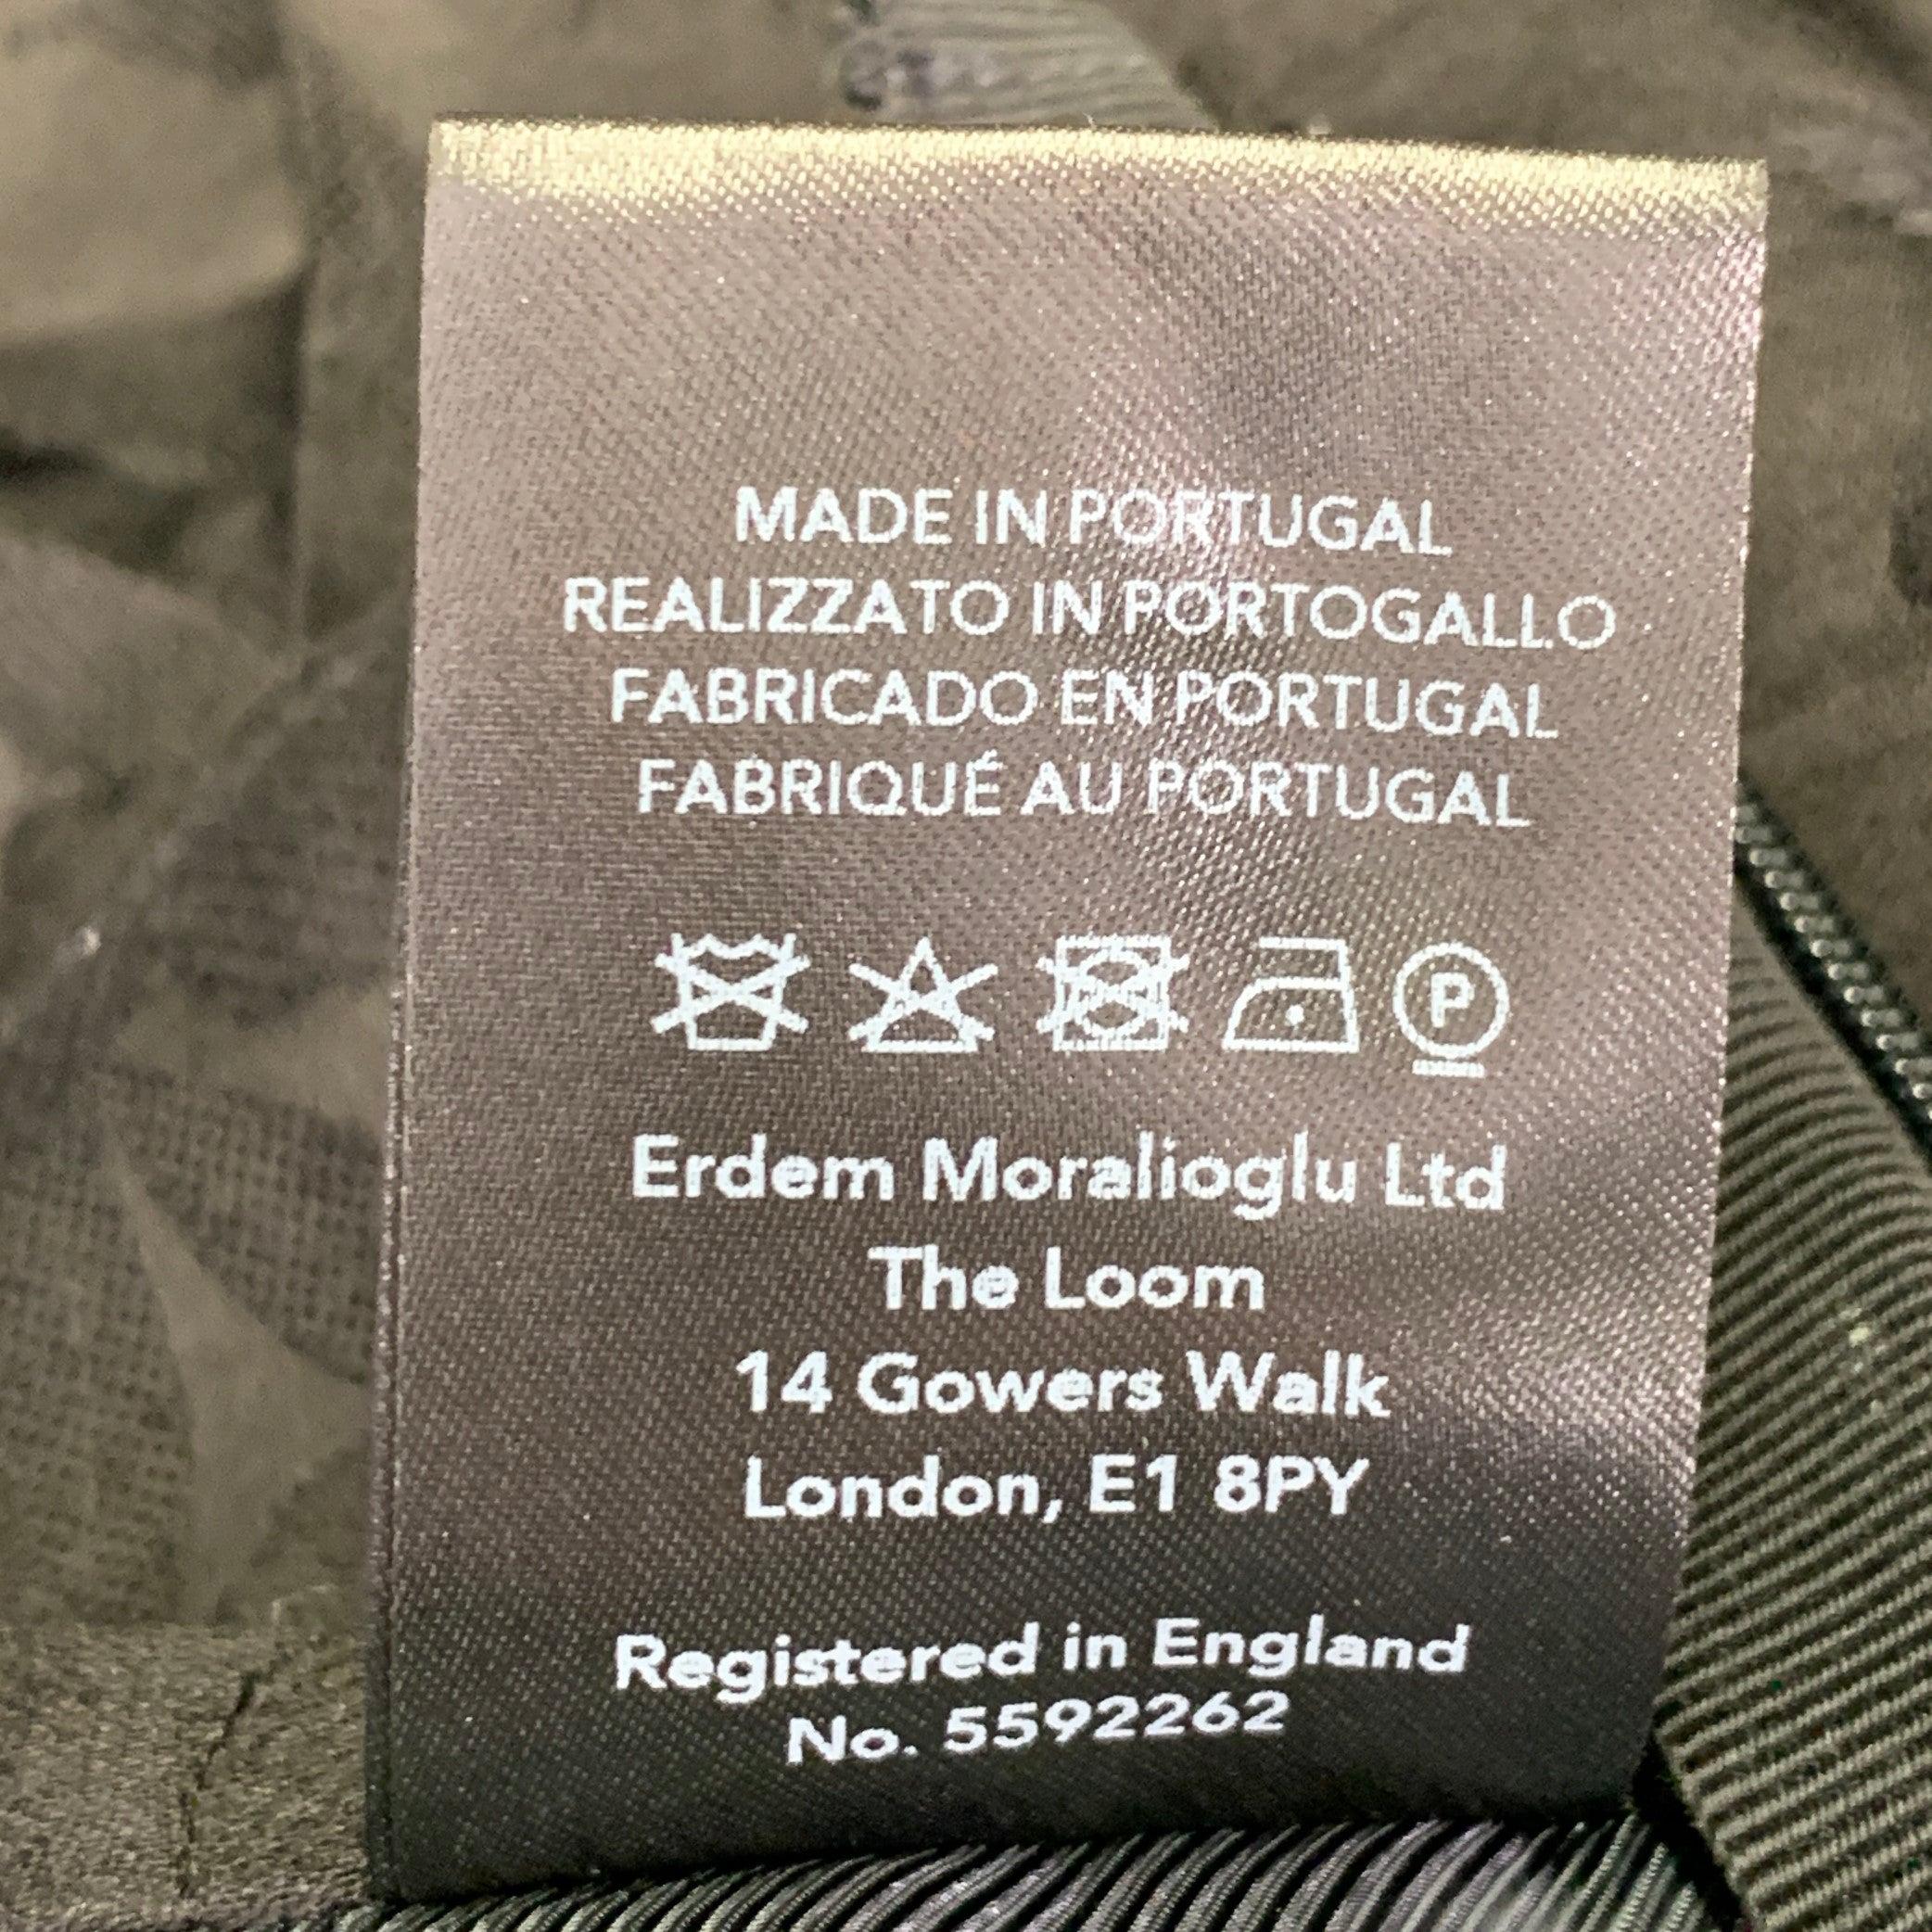 MADE IN PORTUGAL
REALIZZATO IN PORTOGALLO
FABRICADO EN PORTUGAL
FABRIQUÉ AU PORTUGAL
P
Erdem Moralioglu Ltd
The Loom
14 Gowers Walk
London, E1 8PY
Registered in England
No. 5592262